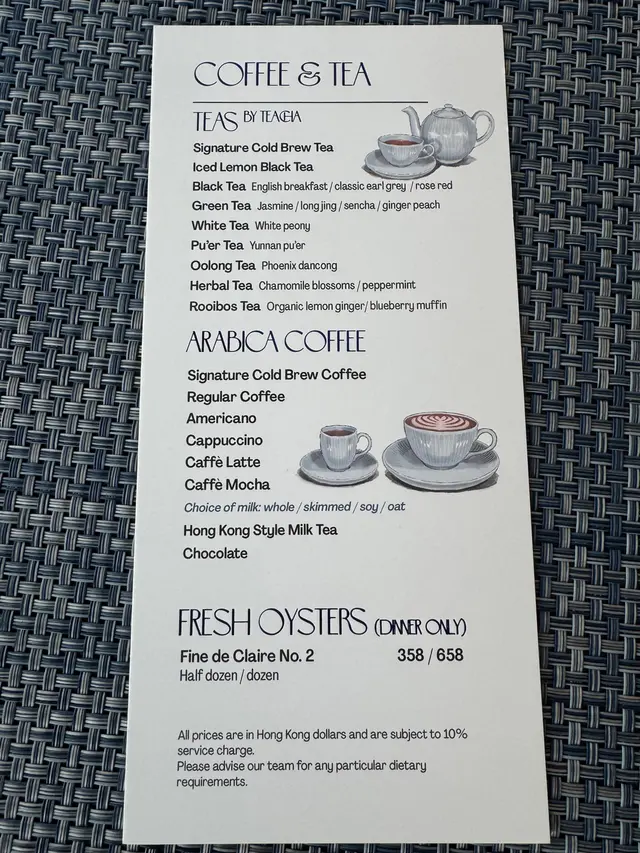 COFFEE & TEA
TEAS BY TEAGIA
Signature Cold Brew Tea
Iced Lemon Black Tea
Black Tea English breakfast / classic earl grey / rose red
Green Tea Jasmine / long jing / sencha / ginger peach
White Tea White peony
Pu'er Tea Yunnan pu'er
Oolong Tea Phoenix dancong
Herbal Tea Chamomile blossoms / peppermint
Rooibos Tea Organic lemon ginger/ blueberry muffin
ARABICA COFFEE
Signature Cold Brew Coffee
Regular Coffee
Americano
Cappuccino
Caffè Latte
Caffè Mocha
Choice of milk: whole / skimmed / soy / oat
Hong Kong Style Milk Tea
Chocolate
FRESH OYSTERS (DINNER ONLY)
Fine de Claire No. 2 358 / 658
Half dozen / dozen
All prices are in Hong Kong dollars and are subject to 10%
service charge.
Please advise our team for any particular dietary
requirements.